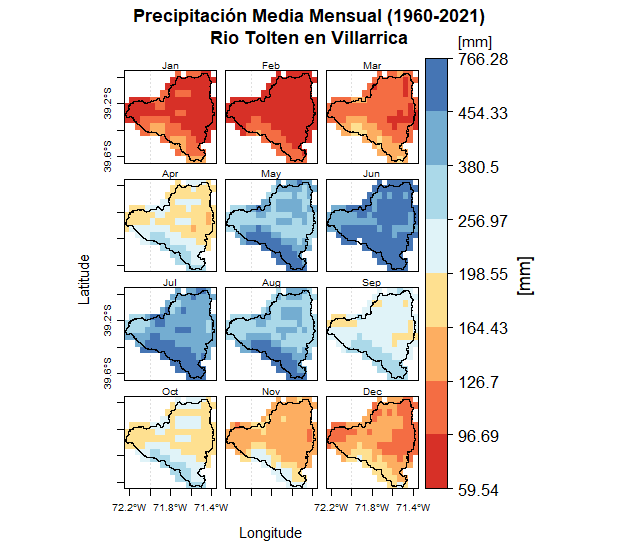 Precipitación Media Mensual (1960-2021)
Rio Tolten en Villarrica
[mm]
Jan Feb Mar
Apr May Jun
Jul Aug Sep
Oct Nov Dec
39.2°S
39.6°S
39.2°S
39.6°S
Latitude
72.2°W 71.8°W 71.4°W 72.2°W 71.8°W 71.4°W
Longitude
766.28
454.33
380.5
256.97
198.55
164.43
126.7
96.69
59.54
[mm]